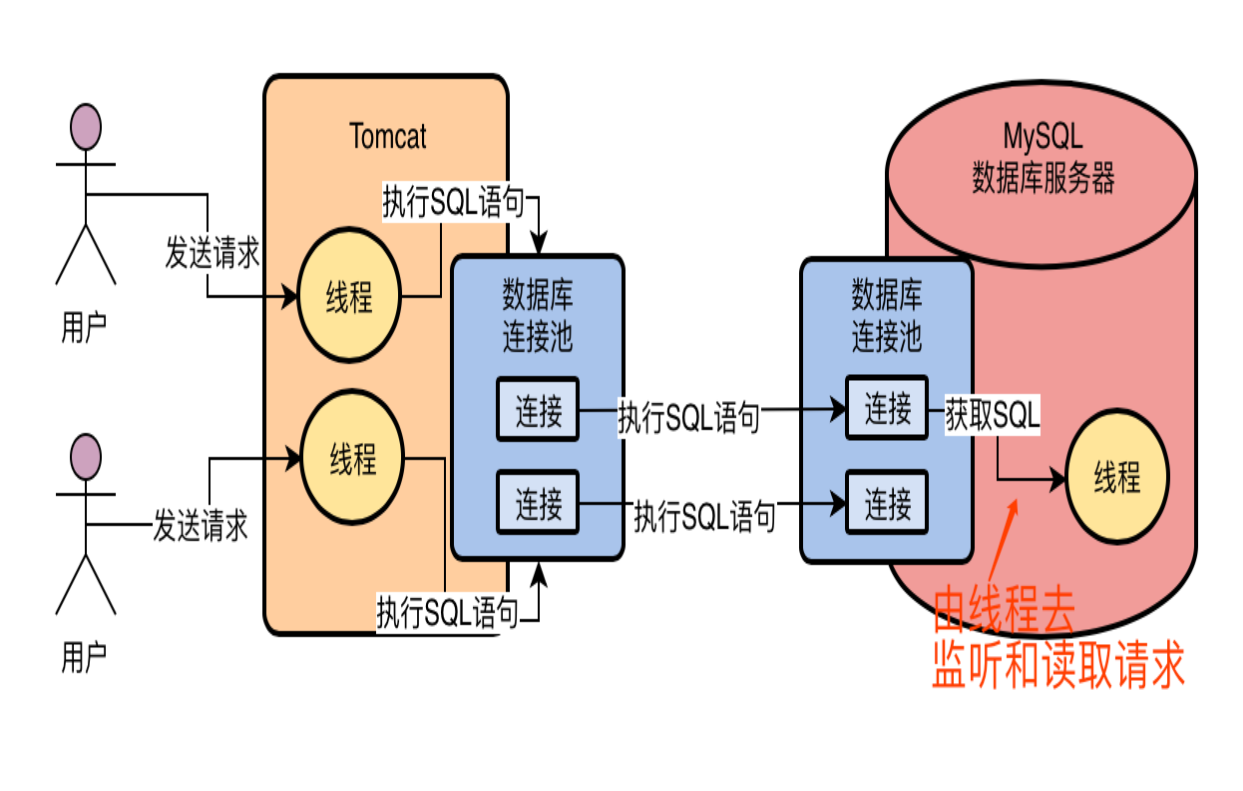 Tomcat
MySQL
数据库服务器
执行SQL语句
发送请求
线程
数据库
连接池
数据库
连接池
用户
连接
执行SQL语句
连接
获取SQL
线程
线程
连接
执行SQL语句
连接
发送请求
执行SQL语句
由线程去
监听和读取请求
用户